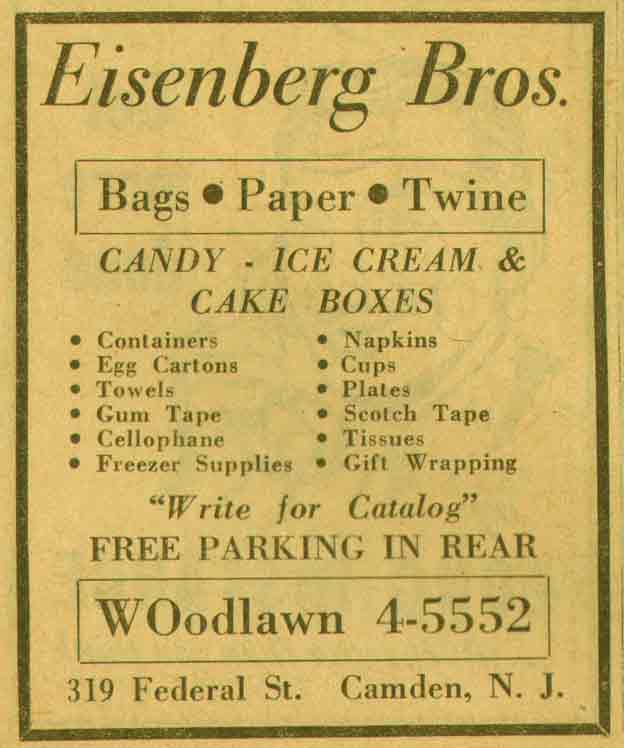 Eisenberg Bros.
Bags • Paper • Twine
CANDY - ICE CREAM &
CAKE BOXES
• Containers
• Egg Cartons
• Towels
• Gum Tape
• Cellophane
• Freezer Supplies
• Napkins
• Cups
• Plates
• Scotch Tape
• Tissues
• Gift Wrapping
"Write for Catalog"
FREE PARKING IN REAR
WOodlawn 4-5552
319 Federal St. Camden, N. J.